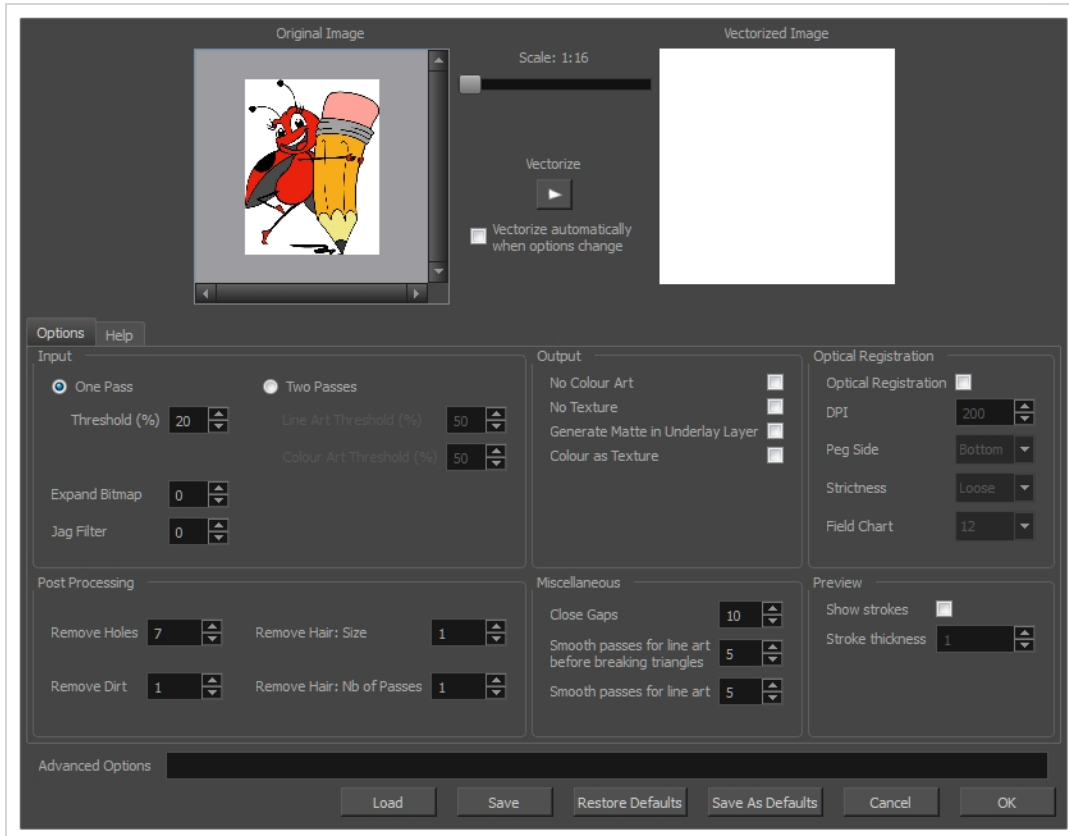 Original Image
Vectorized Image
Scale: 1:16
Vectorize
Vectorize automatically
when options change
Options
Help
Input
One Pass
Two Passes
Threshold (%) 20
Line Art Threshold (%) 50
Colour Art Threshold (%) 50
Expand Bitmap 0
Jag Filter 0
Output
No Colour Art
No Texture
Generate Matte in Underlay Layer
Colour as Texture
Optical Registration
Optical Registration
DPI 200
Peg Side Bottom
Strictness Loose
Field Chart 12
Post Processing
Remove Holes 7
Remove Hair: Size 1
Remove Dirt 1
Remove Hair: Nb of Passes 1
Miscellaneous
Close Gaps 10
Smooth passes for line art
before breaking triangles 5
Smooth passes for line art 5
Preview
Show strokes
Stroke thickness 1
Advanced Options
Load
Save
Restore Defaults
Save As Defaults
Cancel
OK